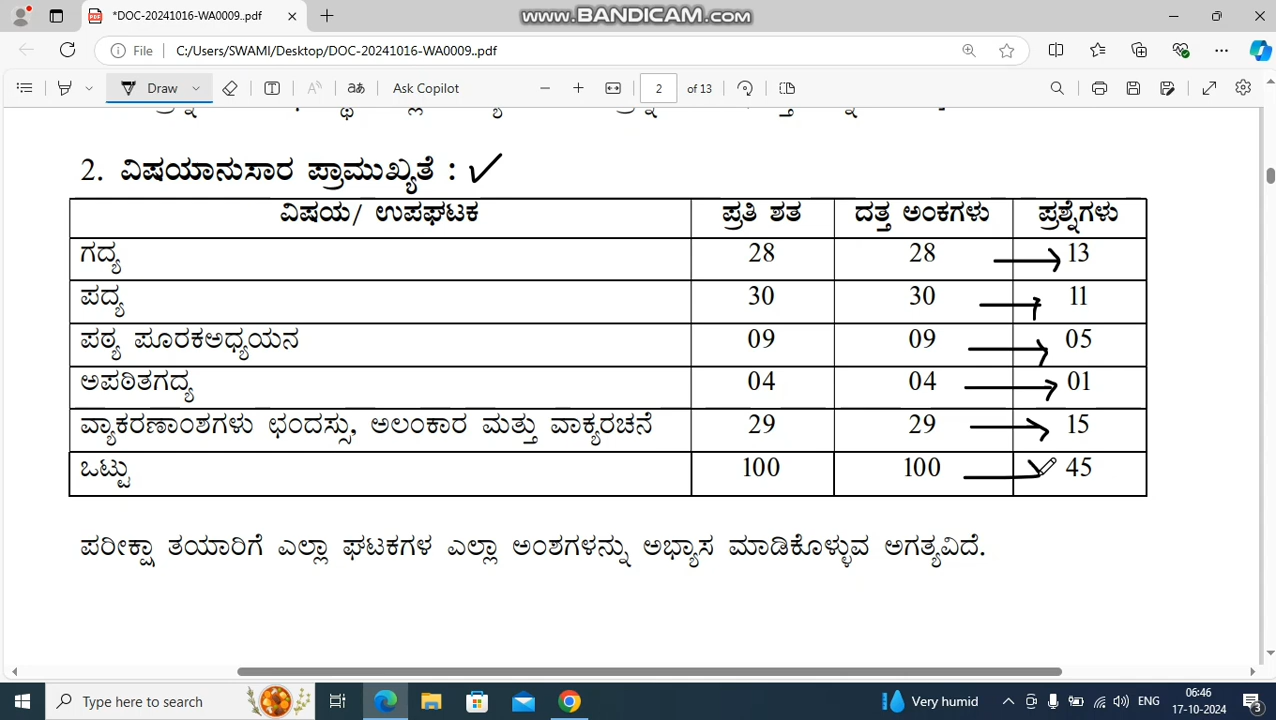 *DOC-20241016-WA0009..pdf
www.BANDICAM.com
File C:/Users/SWAMI/Desktop/DOC-20241016-WA0009..pdf
Draw
Ask Copilot
2 of 13
2. ವಿಷಯಾನುಸಾರ ಪ್ರಾಮುಖ್ಯತೆ :
ವಿಷಯ/ ಉಪಘಟಕ ಪ್ರತಿ ಶತ ದತ್ತ ಅಂಕಗಳು ಪ್ರಶ್ನೆಗಳು
ಗದ್ಯ 28 28 13
ಪದ್ಯ 30 30 11
ಪಠ್ಯ ಪೂರಕಅಧ್ಯಯನ 09 09 05
ಅಪಠಿತಗದ್ಯ 04 04 01
ವ್ಯಾಕರಣಾಂಶಗಳು ಛಂದಸ್ಸು, ಅಲಂಕಾರ ಮತ್ತು ವಾಕ್ಯರಚನೆ 29 29 15
ಒಟ್ಟು 100 100 45
ಪರೀಕ್ಷಾ ತಯಾರಿಗೆ ಎಲ್ಲಾ ಘಟಕಗಳ ಎಲ್ಲಾ ಅಂಶಗಳನ್ನು ಅಭ್ಯಾಸ ಮಾಡಿಕೊಳ್ಳುವ ಅಗತ್ಯವಿದೆ.
Type here to search
Very humid
ENG
06:46
17-10-2024
3